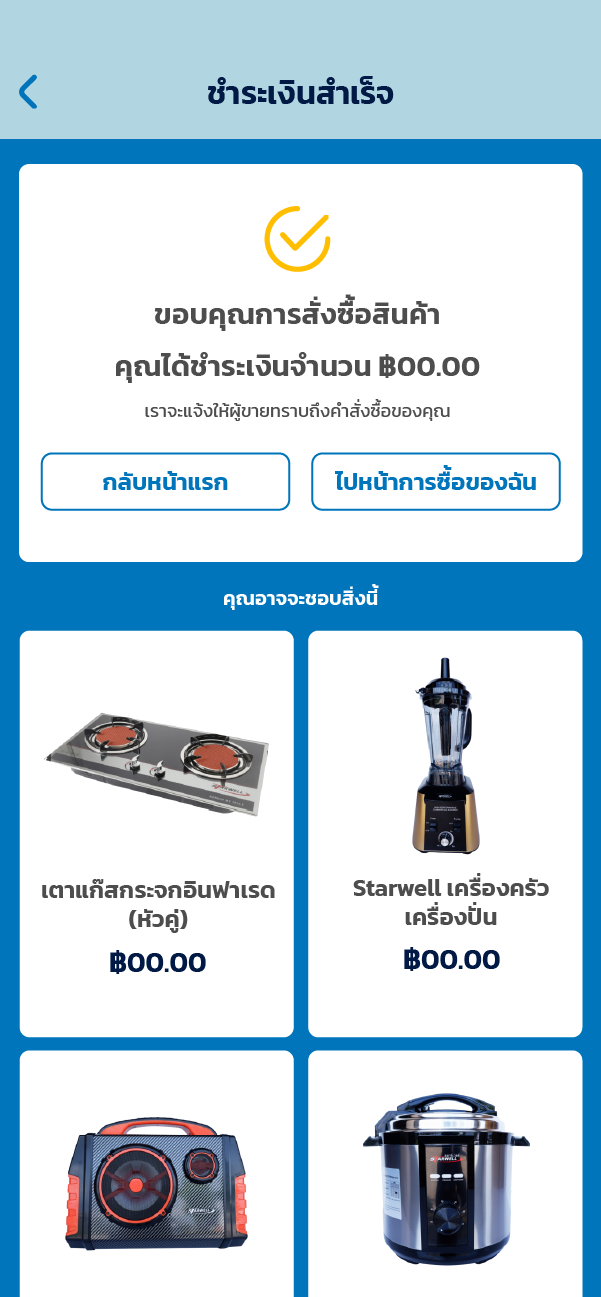 ชำระเงินสำเร็จ
ขอบคุณการสั่งซื้อสินค้า
คุณได้ชำระเงินจำนวน ฿00.00
เราจะแจ้งให้ผู้ขายทราบถึงคำสั่งซื้อของคุณ
กลับหน้าแรก ไปหน้าการซื้อของฉัน
คุณอาจจะชอบสิ่งนี้
เตาแก๊สกระจกอินฟาเรด
(หัวคู่)
฿00.00
Starwell เครื่องครัว
เครื่องปั่น
฿00.00